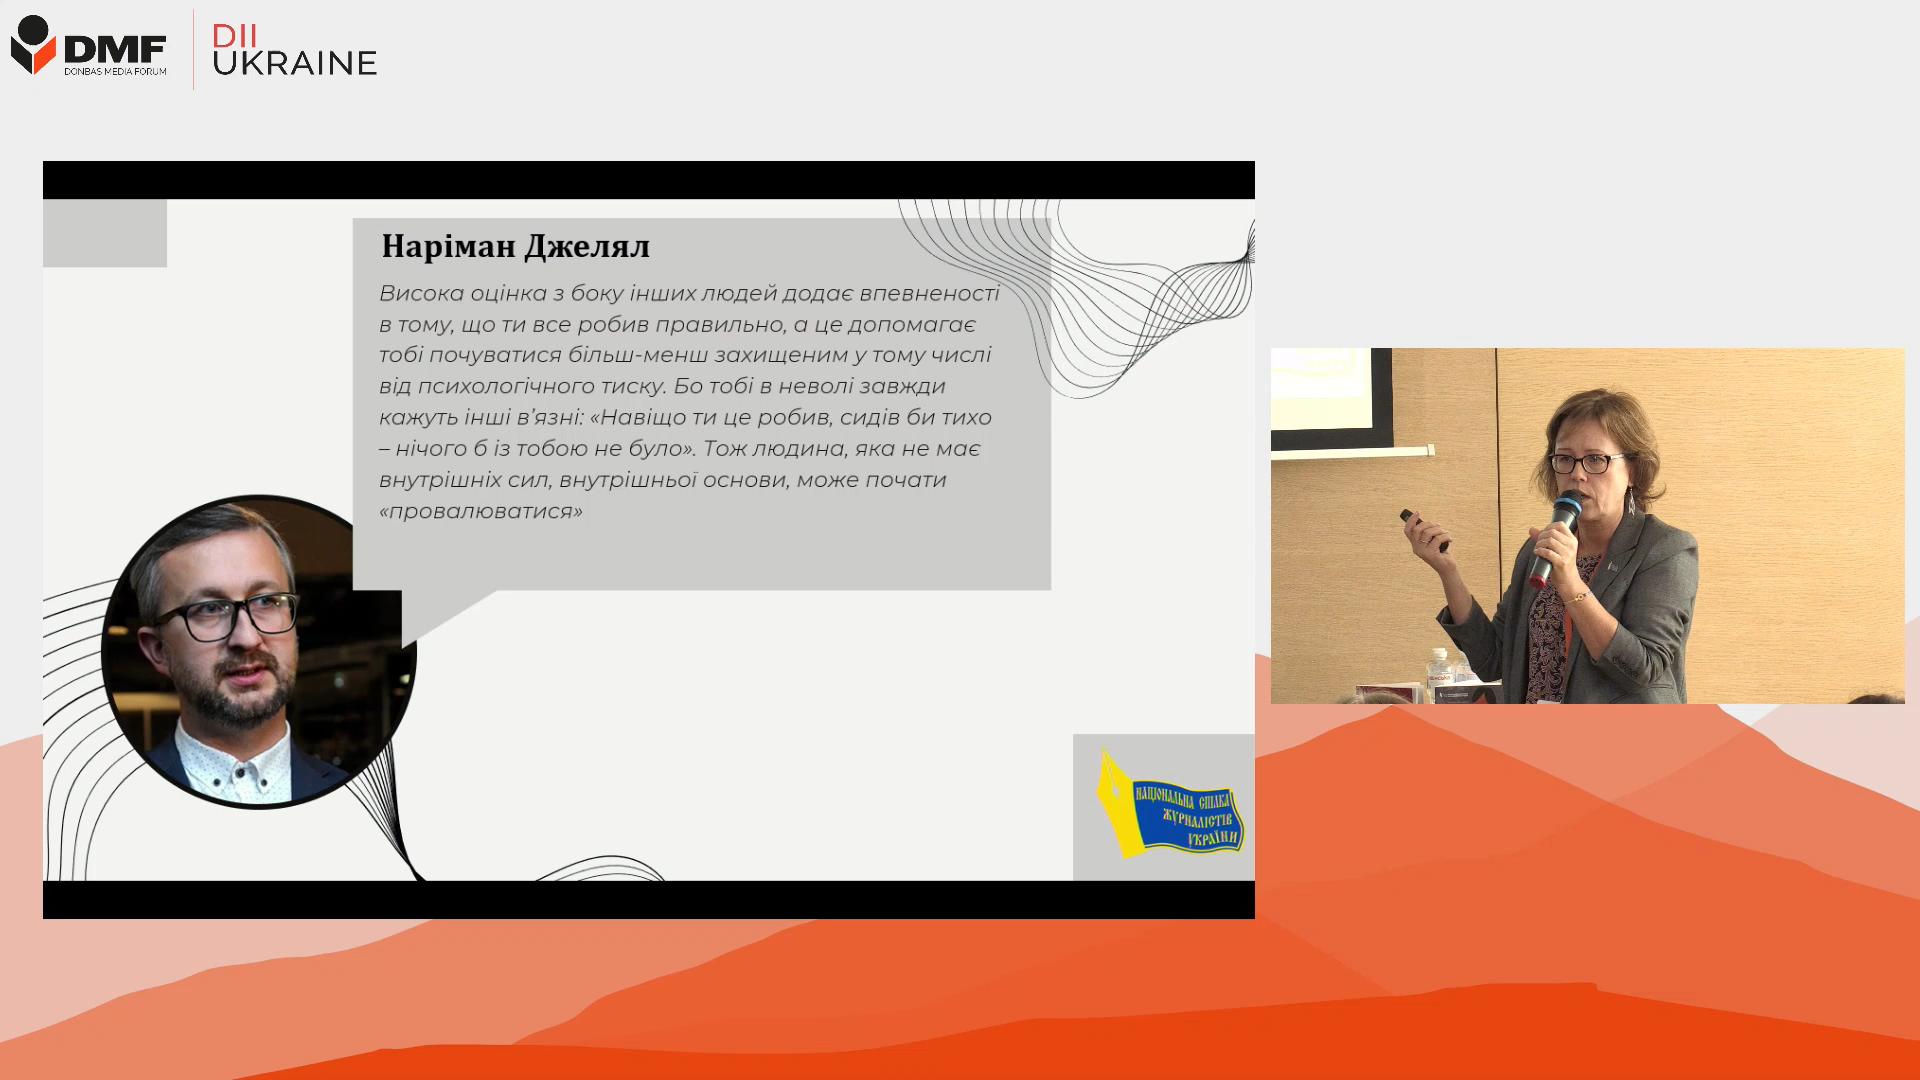 DMF
DONBAS MEDIA FORUM
DII
UKRAINE
Наріман Джелял
Висока оцінка з боку інших людей додає впевненості
в тому, що ти все робив правильно, а це допомагає
тобі почуватися більш-менш захищеним у тому числі
від психологічного тиску. Бо тобі в неволі завжди
кажуть інші в’язні: «Навіщо ти це робив, сидів би тихо
– нічого б із тобою не було». Тож людина, яка не має
внутрішніх сил, внутрішньої основи, може почати
«провалюватися»
НАЦІОНАЛЬНА СПІЛКА
ЖУРНАЛІСТІВ
УКРАЇНИ